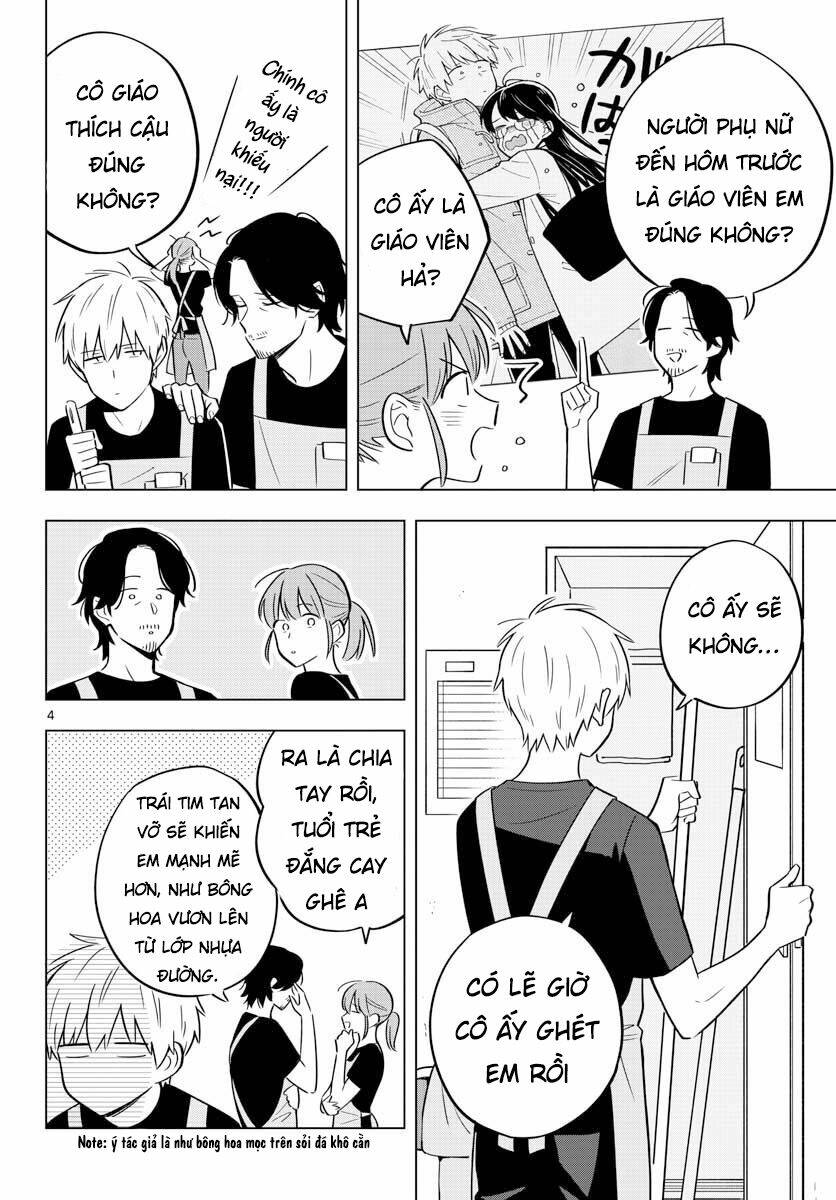 NGƯỜI PHỤ NỮ
ĐẾN HÔM TRƯỚC
LÀ GIÁO VIÊN EM
ĐÚNG KHÔNG?
CÔ ẤY LÀ
GIÁO VIÊN
HẢ?
Chính cô
ấy là
người
khiếu
nại!!!
CÔ GIÁO
THÍCH CẬU
ĐÚNG
KHÔNG?
CÔ ẤY SẼ
KHÔNG...
CÓ LẼ GIỜ
CÔ ẤY GHÉT
EM RỒI
4
RA LÀ CHIA
TAY RỒI,
TUỔI TRẺ
ĐẮNG CAY
GHÊ A
TRÁI TIM TAN
VỠ SẼ KHIẾN
EM MẠNH MẼ
HƠN, NHƯ BÔNG
HOA VƯƠN LÊN
TỪ LỚP NHỰA
ĐƯỜNG.
Note: ý tác giả là như bông hoa mọc trên sỏi đá khô cằn